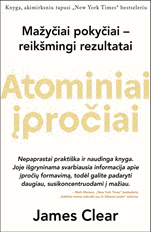 Knyga, akimirksniu tapusi „New York Times“ bestseleriu
Mažyčiai pokyčiai –
reikšmingi rezultatai
Atominiai
įpročiai
Nepaprastai praktiška ir naudinga knyga.
Joje išgryninama svarbiausia informacija apie
įpročių formavimą, todėl galite padaryti
daugiau, susikoncentruodami į mažiau.
James Clear